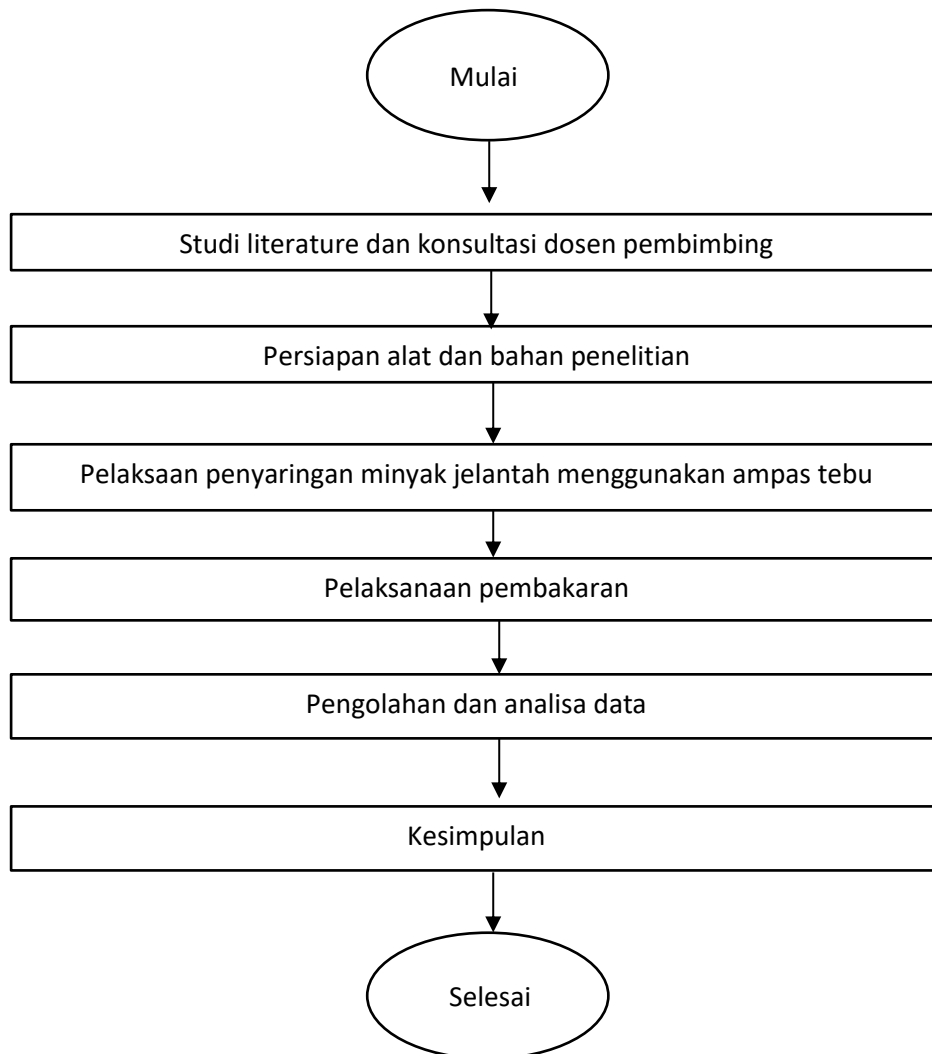 Mulai
Studi literature dan konsultasi dosen pembimbing
Persiapan alat dan bahan penelitian
Pelaksaan penyaringan minyak jelantah menggunakan ampas tebu
Pelaksanaan pembakaran
Pengolahan dan analisa data
Kesimpulan
Selesai